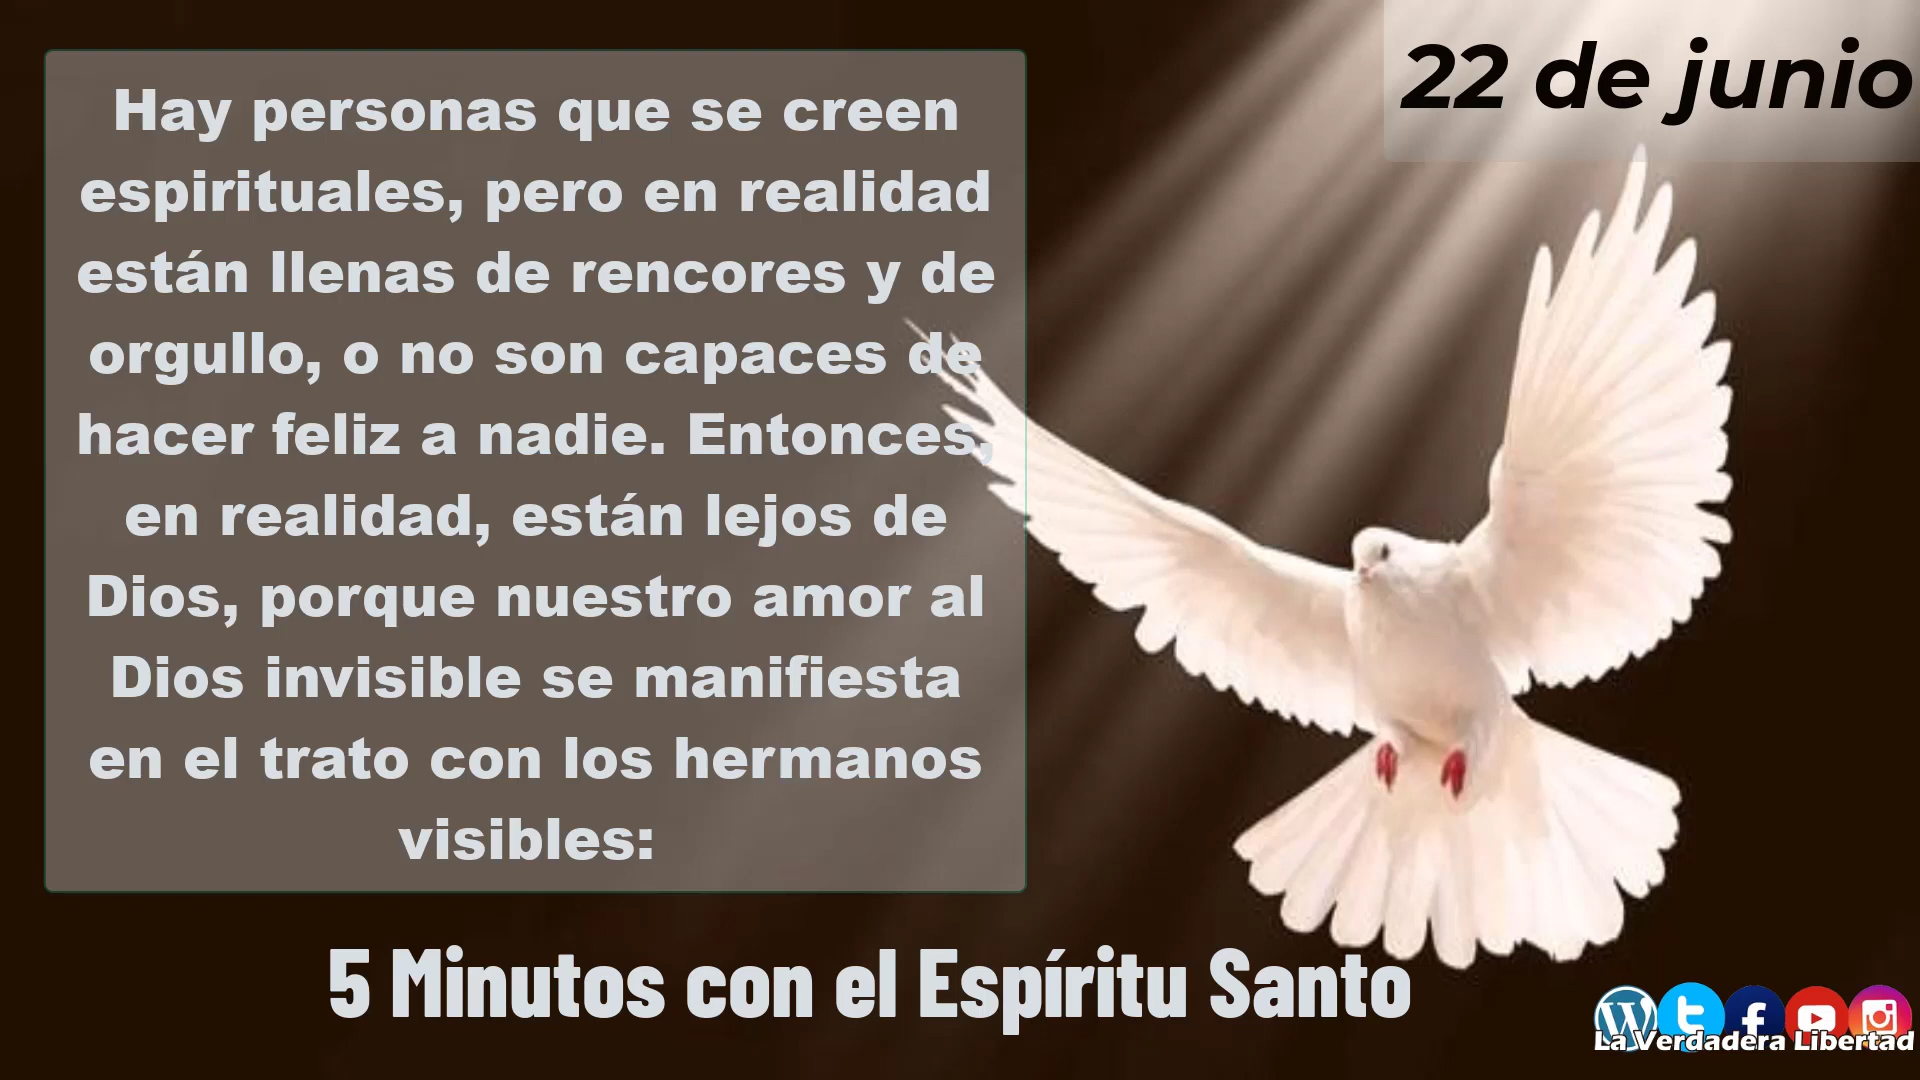 22 de junio
Hay personas que se creen
espirituales, pero en realidad
están llenas de rencores y de
orgullo, o no son capaces de
hacer feliz a nadie. Entonces,
en realidad, están lejos de
Dios, porque nuestro amor al
Dios invisible se manifiesta
en el trato con los hermanos
visibles:
5 Minutos con el Espíritu Santo
La Verdadera Libertad